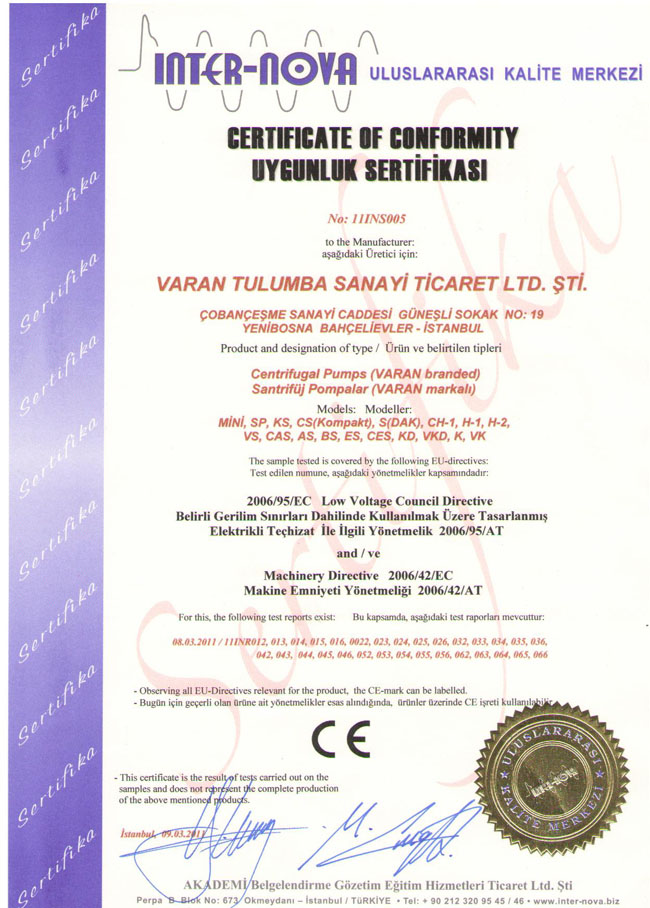 INTER-NOVA ULUSLARARASI KALİTE MERKEZİ
CERTIFICATE OF CONFORMITY
UYGUNLUK SERTİFİKASI
No: 11INS005
to the Manufacturer:
aşağıdaki Üretici için:
VARAN TULUMBA SANAYİ TİCARET LTD. ŞTİ.
ÇOBANÇEŞME SANAYİ CADDESİ GÜNEŞLİ SOKAK NO: 19
YENİBOSNA BAHÇELİEVLER - İSTANBUL
Product and designation of type / Ürün ve belirtilen tipleri
Centrifugal Pumps (VARAN branded)
Santrifüj Pompalar (VARAN markalı)
Models: Modeller:
MİNİ, SP, KS, CS(Kompakt), S(DAK), CH-1, H-1, H-2,
VS, CAS, AS, BS, ES, CES, KD, VKD, K, VK
The sample tested is covered by the following EU-directives:
Test edilen numune, aşağıdaki yönetmelikler kapsamındadır:
2006/95/EC Low Voltage Council Directive
Belirli Gerilim Sınırları Dahilinde Kullanılmak Üzere Tasarlanmış
Elektrikli Teçhizat İle İlgili Yönetmelik 2006/95/AT
and / ve
Machinery Directive 2006/42/EC
Makine Emniyeti Yönetmeliği 2006/42/AT
For this, the following test reports exist: Bu kapsamda, aşağıdaki test raporları mevcuttur:
08.03.2011 / 11INR012, 013, 014, 015, 016, 0022, 023, 024, 025, 026, 032, 033, 034, 035, 036,
042, 043, 044, 045, 046, 052, 053, 054, 055, 056, 062, 063, 064, 065, 066
- Observing all EU-Directives relevant for the product, the CE-mark can be labelled.
- Bugün için geçerli olan ürüne ait yönetmelikler esas alındığında, ürünler üzerinde CE işreti kullanılabilir.
CE
ULUSLARARASI
KALİTE MERKEZİ
- This certificate is the result of tests carried out on the
samples and does not represent the complete production
of the above mentioned products.
İstanbul, 09.03.2011
AKADEMİ Belgelendirme Gözetim Eğitim Hizmetleri Ticaret Ltd. Şti
Perpa B Blok No: 673 Okmeydanı – İstanbul / TüRKİYE • Tel: + 90 212 320 95 45 / 46 • www.inter-nova.biz
Sertifika
Sertifika
Sertifika
Sertifika
Sertifika
Sertifika
Sertifika
Sertifika
Sertifika
Sertifika
Sertifika
Sertifika